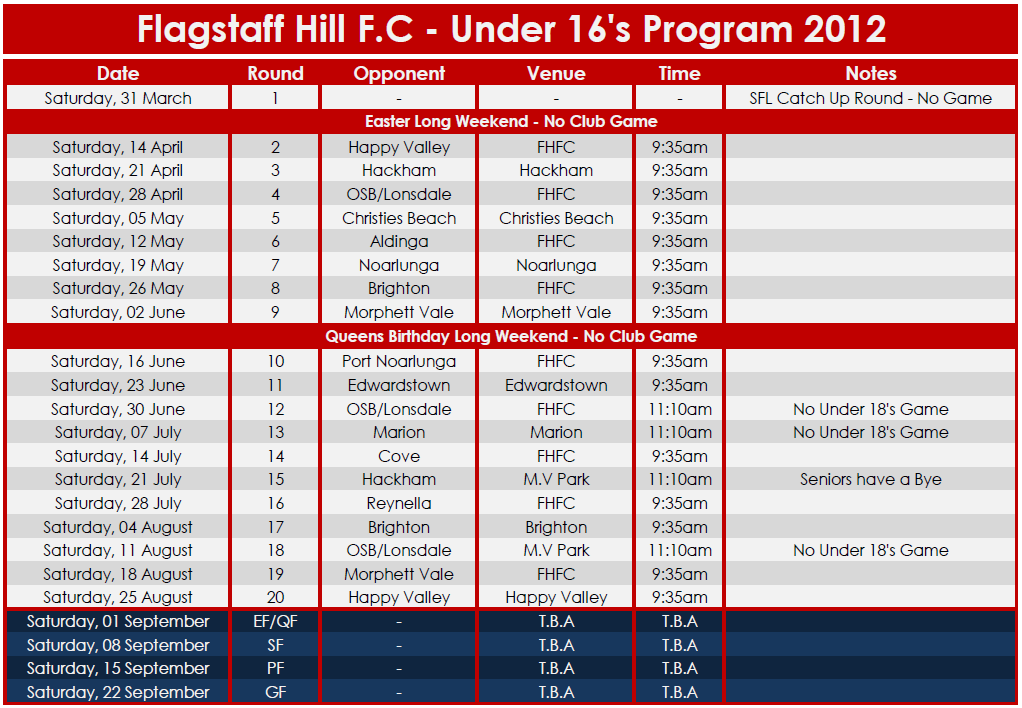 Flagstaff Hill F.C - Under 16's Program 2012
Date Round Opponent Venue Time Notes
Saturday, 31 March 1 - - - SFL Catch Up Round - No Game
Easter Long Weekend - No Club Game
Saturday, 14 April 2 Happy Valley FHFC 9:35am
Saturday, 21 April 3 Hackham Hackham 9:35am
Saturday, 28 April 4 OSB/Lonsdale FHFC 9:35am
Saturday, 05 May 5 Christies Beach Christies Beach 9:35am
Saturday, 12 May 6 Aldinga FHFC 9:35am
Saturday, 19 May 7 Noarlunga Noarlunga 9:35am
Saturday, 26 May 8 Brighton FHFC 9:35am
Saturday, 02 June 9 Morphett Vale Morphett Vale 9:35am
Queens Birthday Long Weekend - No Club Game
Saturday, 16 June 10 Port Noarlunga FHFC 9:35am
Saturday, 23 June 11 Edwardstown Edwardstown 9:35am
Saturday, 30 June 12 OSB/Lonsdale FHFC 11:10am No Under 18's Game
Saturday, 07 July 13 Marion Marion 11:10am No Under 18's Game
Saturday, 14 July 14 Cove FHFC 9:35am
Saturday, 21 July 15 Hackham M.V Park 11:10am Seniors have a Bye
Saturday, 28 July 16 Reynella FHFC 9:35am
Saturday, 04 August 17 Brighton Brighton 9:35am
Saturday, 11 August 18 OSB/Lonsdale M.V Park 11:10am No Under 18's Game
Saturday, 18 August 19 Morphett Vale FHFC 9:35am
Saturday, 25 August 20 Happy Valley Happy Valley 9:35am
Saturday, 01 September EF/QF - T.B.A T.B.A
Saturday, 08 September SF - T.B.A T.B.A
Saturday, 15 September PF - T.B.A T.B.A
Saturday, 22 September GF - T.B.A T.B.A